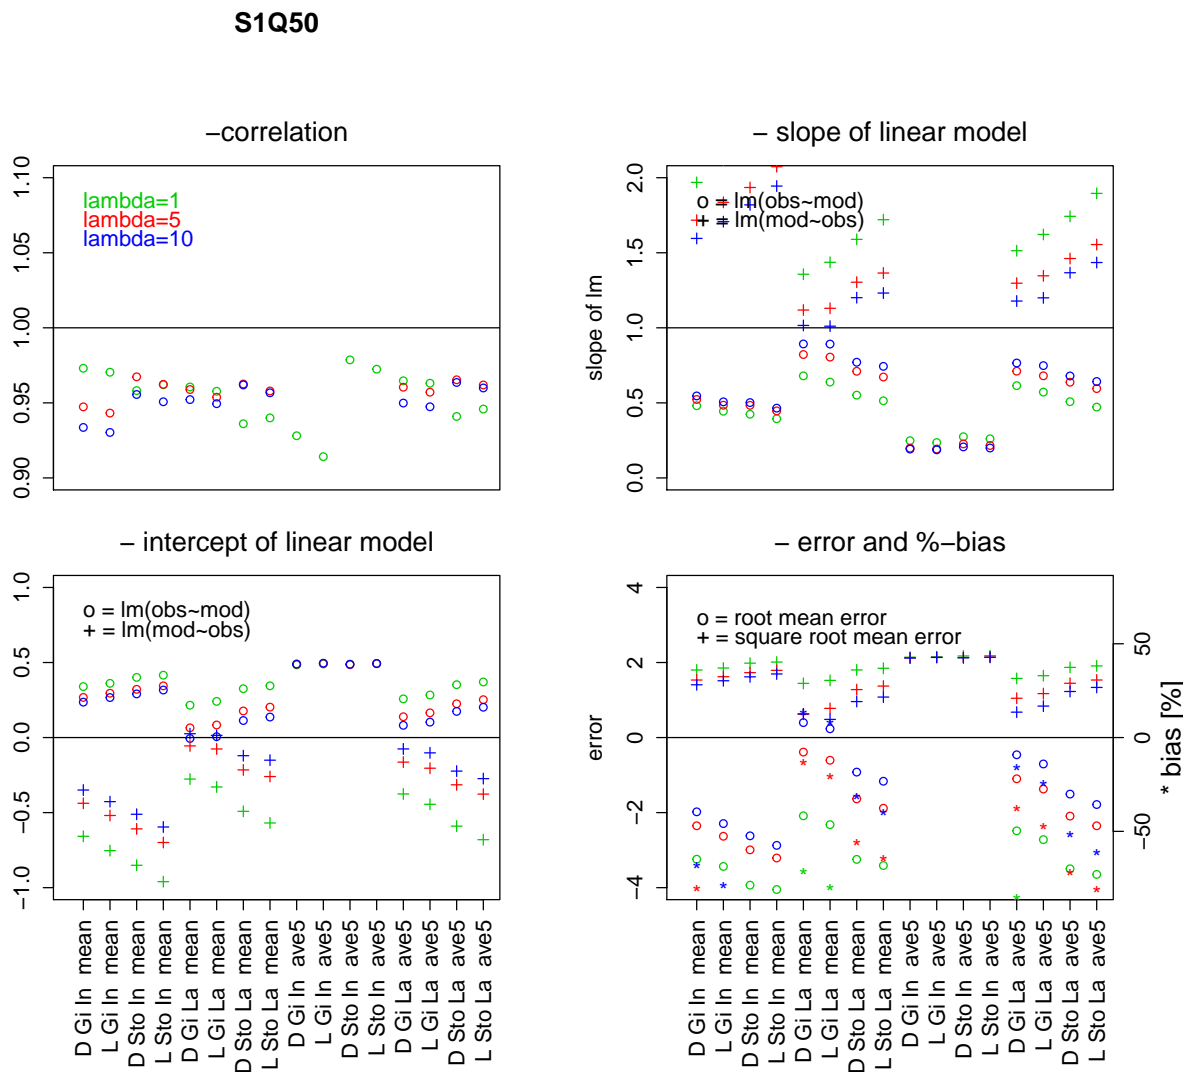 S1Q50
−correlation
1.10
1.05
1.00
0.95
0.90
lambda=1
lambda=5
lambda=10
− slope of linear model
slope of lm
2.0
1.5
1.0
0.5
0.0
o = lm(obs~mod)
+ = lm(mod~obs)
− intercept of linear model
1.0
0.5
0.0
−0.5
−1.0
o = lm(obs~mod)
+ = lm(mod~obs)
D Gi In mean
L Gi In mean
D Sto In mean
L Sto In mean
D Gi La mean
L Gi La mean
D Sto La mean
L Sto La mean
D Gi In ave5
L Gi In ave5
D Sto In ave5
L Sto In ave5
D Gi La ave5
L Gi La ave5
D Sto La ave5
L Sto La ave5
− error and %−bias
error
4
2
0
−2
−4
o = root mean error
+ = square root mean error
50
0
−50
* bias [%]
D Gi In mean
L Gi In mean
D Sto In mean
L Sto In mean
D Gi La mean
L Gi La mean
D Sto La mean
L Sto La mean
D Gi In ave5
L Gi In ave5
D Sto In ave5
L Sto In ave5
D Gi La ave5
L Gi La ave5
D Sto La ave5
L Sto La ave5